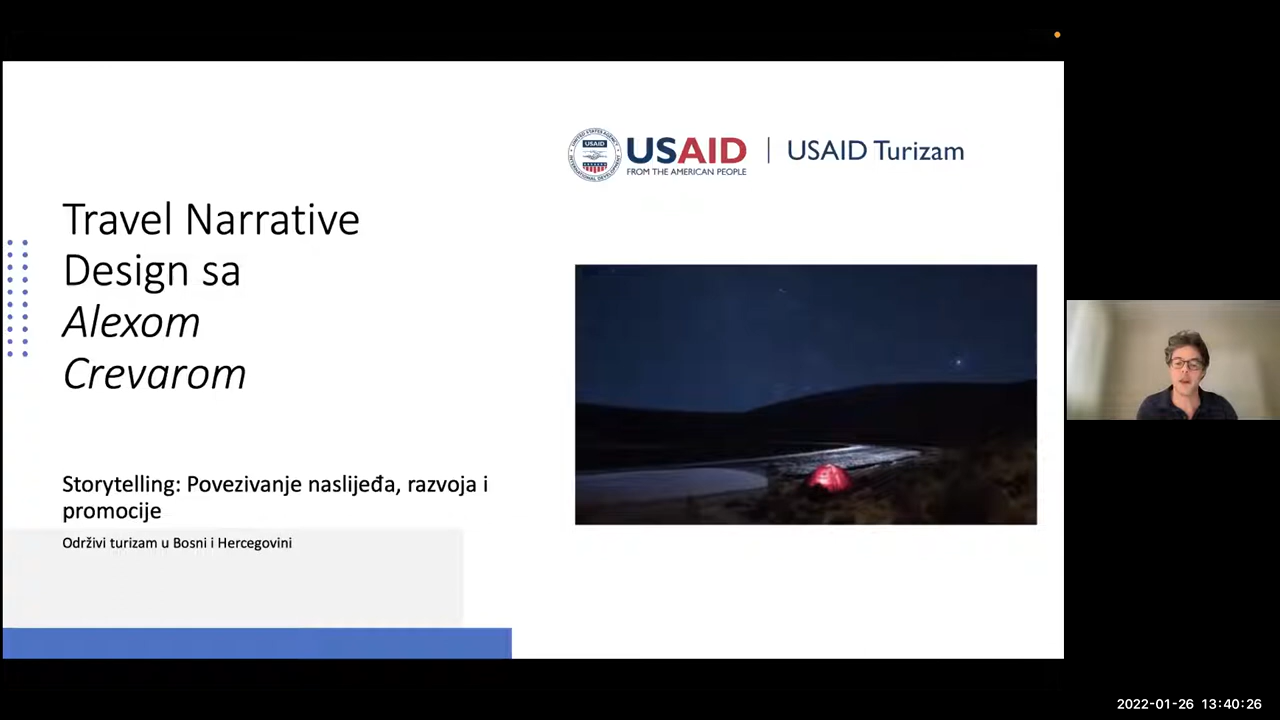 USAID
FROM THE AMERICAN PEOPLE
USAID Turizam
Travel Narrative
Design sa
Alexom
Crevarom
Storytelling: Povezivanje naslijeđa, razvoja i
promocije
Održivi turizam u Bosni i Hercegovini
2022-01-26 13:40:26